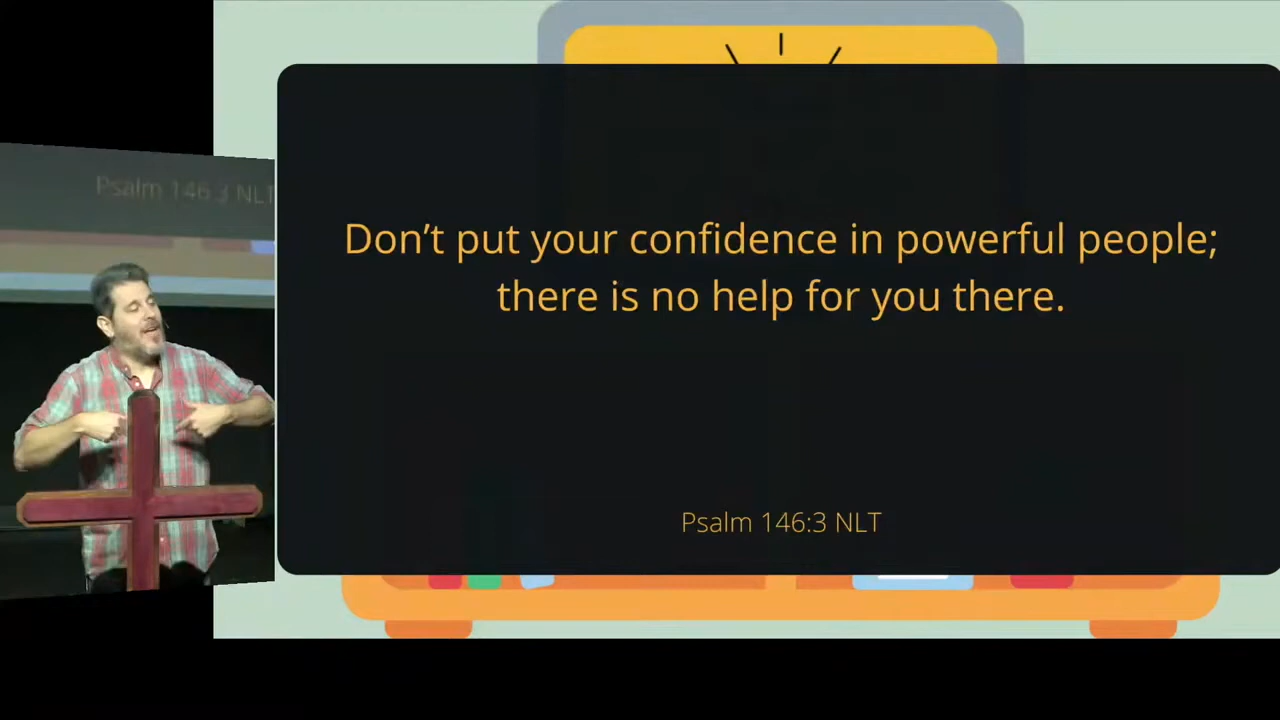 Psalm 146:3 NLT
Don't put your confidence in powerful people;
there is no help for you there.
Psalm 146:3 NLT